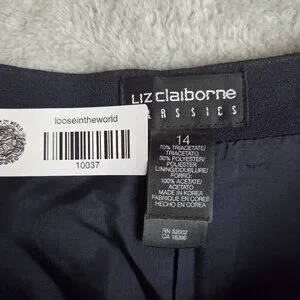 LIZ claiborne
CLASSICS
looseintheworld
10037
14
70% TRIACETATE/
TRIACETATO
30% POLYESTER/
POLIESTER
LINING/DOUBLURE/
FORRO:
100% ACETATE/
ACETATO
MADE IN KOREA
FABRIQUE EN COREE
HECHO EN COREA
RN 52002
CA 16396